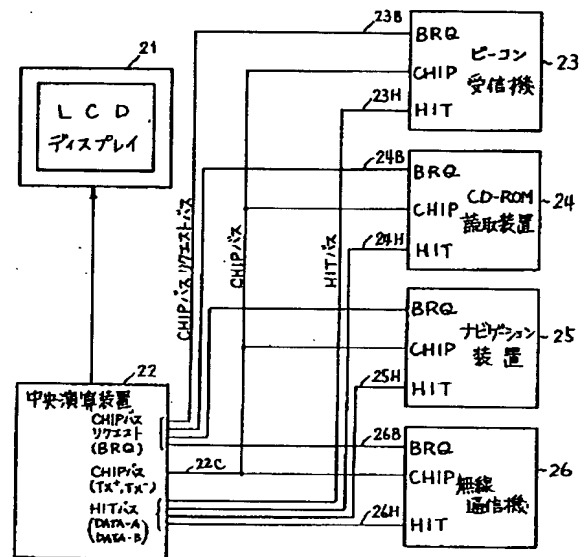 21
LCD
ディスプレイ
CHIPバスリクエストバス
CHIPバス
HITバス
22
中央演算装置
CHIPバス
リクエスト
(BRQ)
CHIPバス
(Tx⁺,Tx⁻)
HITバス
(DATA-A)
(DATA-B)
22C
23B
23H
BRQ
CHIP
HIT
ビーコン
受信機
23
24B
24H
BRQ
CHIP
HIT
CD-ROM
読取装置
24
25H
BRQ
CHIP
HIT
ナビゲーション
装置
25
26B
26H
BRQ
CHIP
HIT
無線
通信機
26